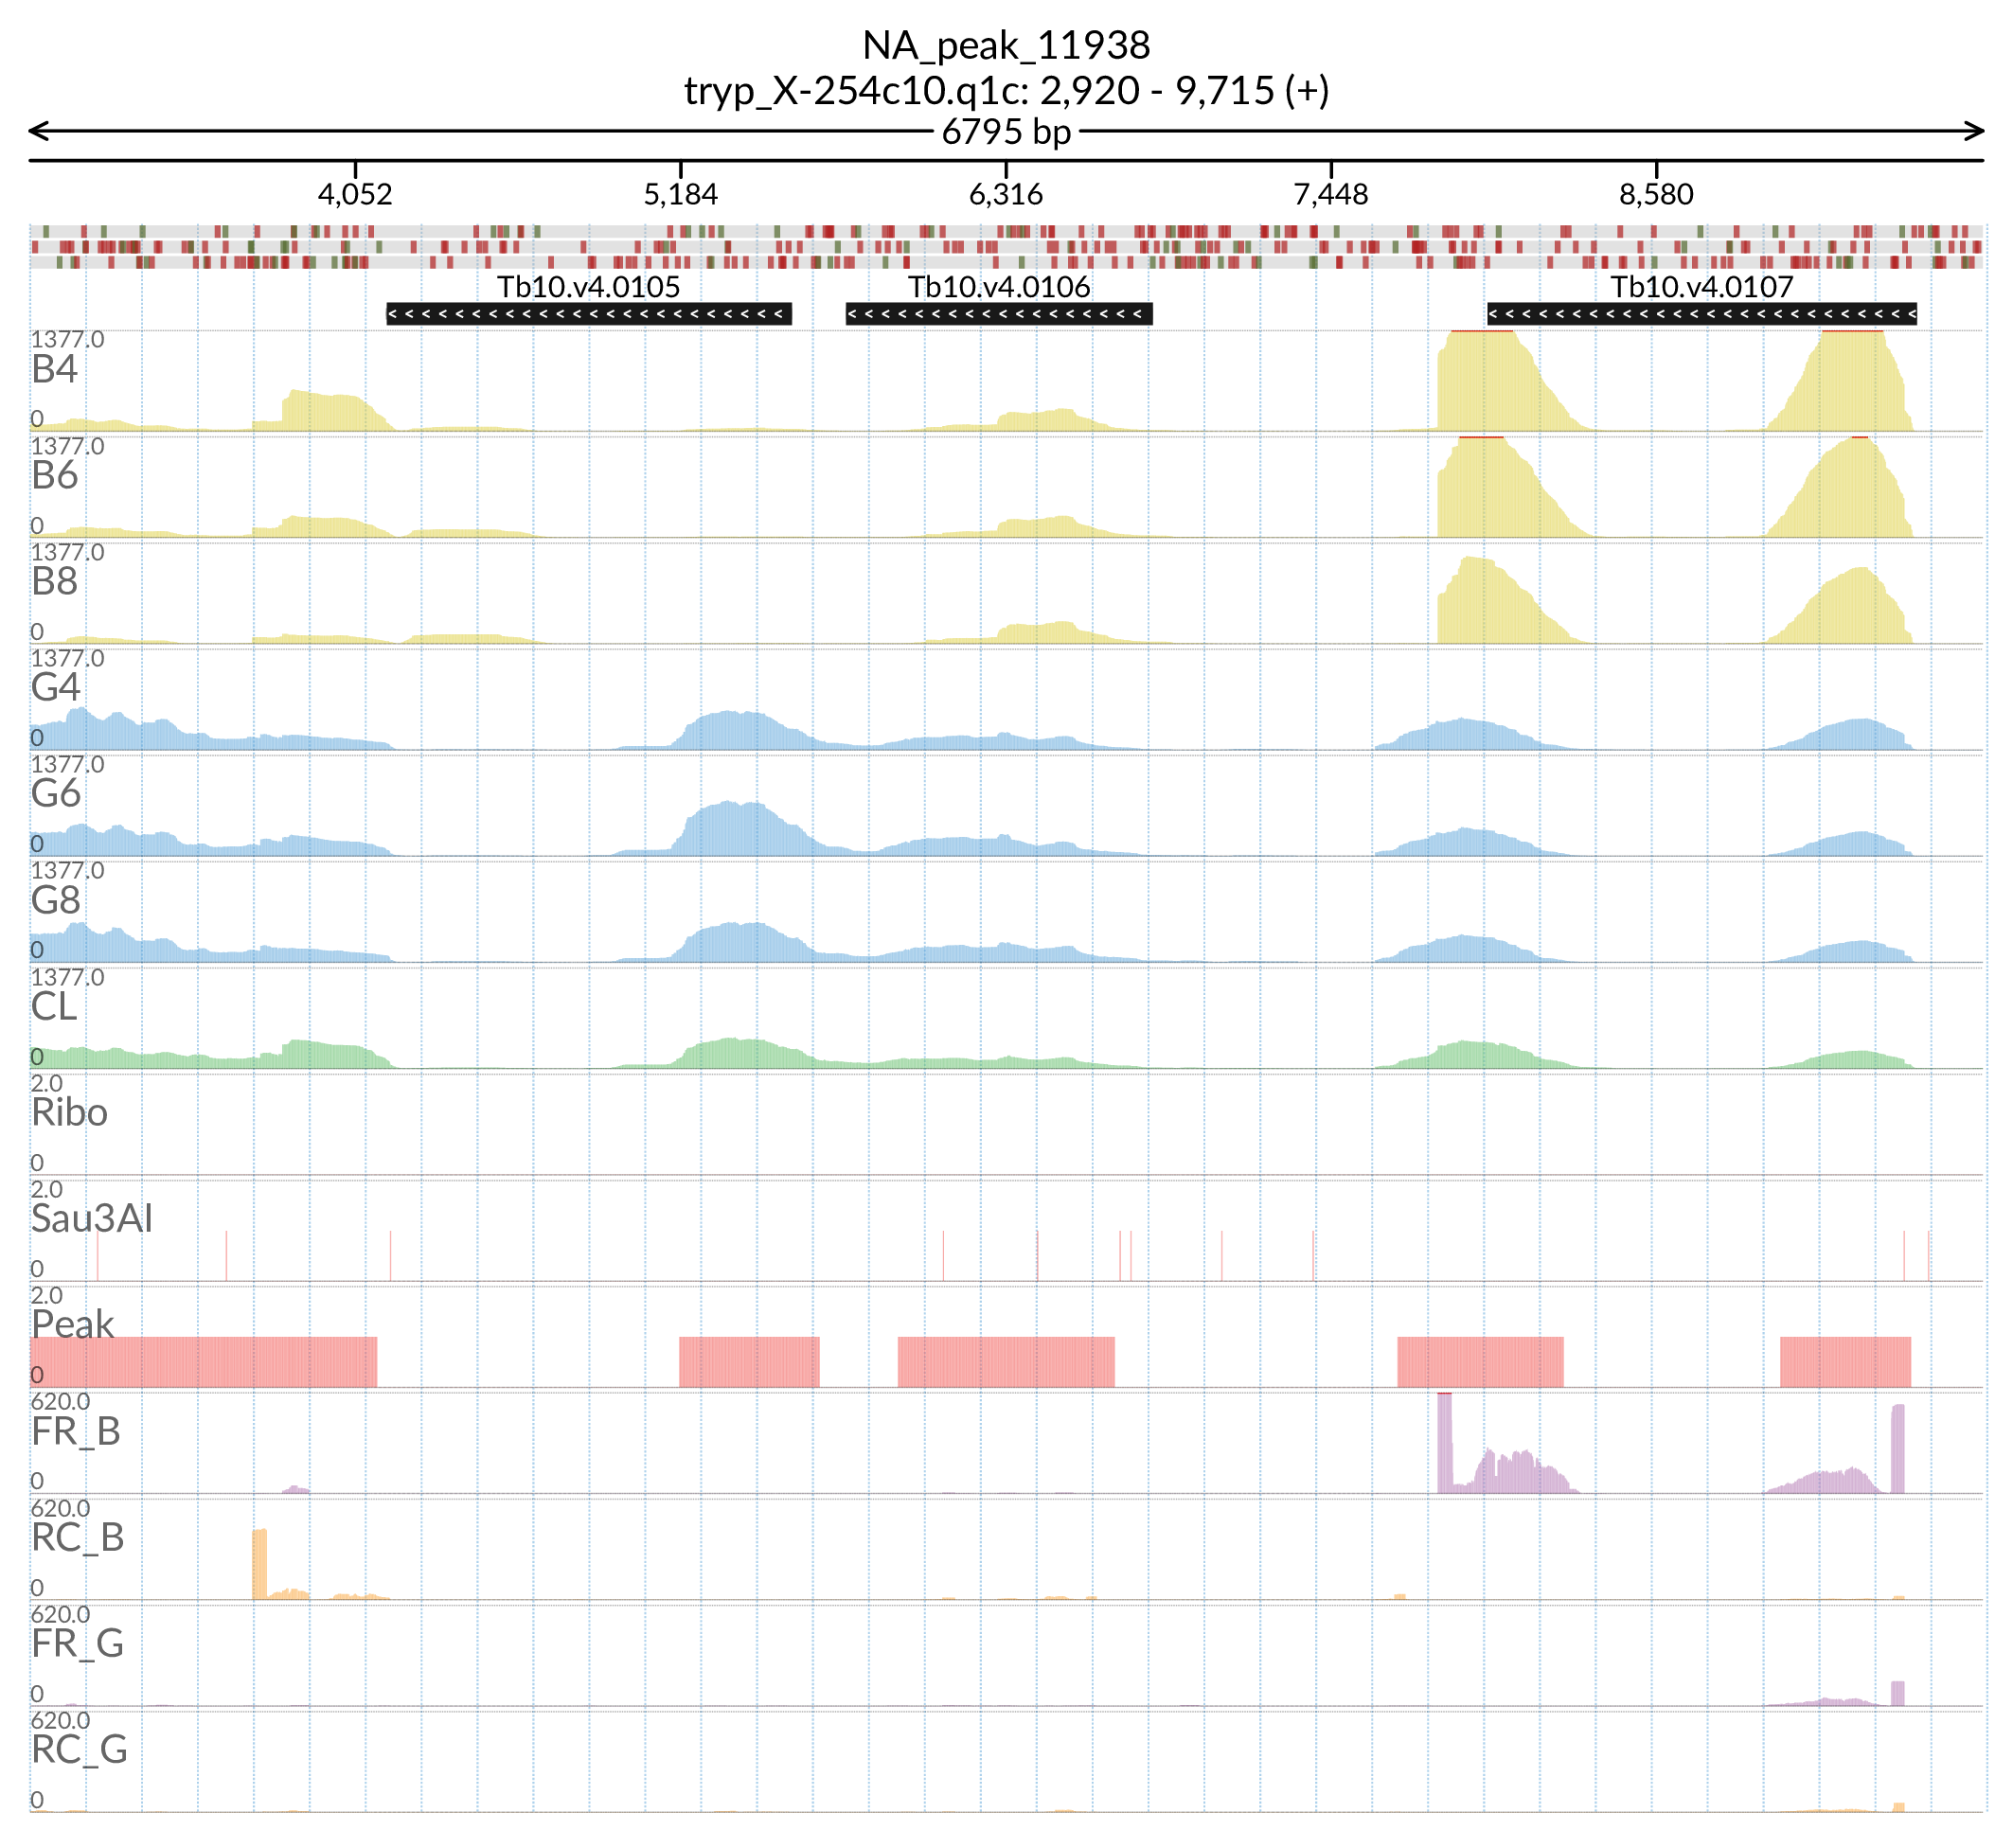 NA_peak_11938
tryp_X-254c10.q1c: 2,920 - 9,715 (+)
6795 bp
4,052 5,184 6,316 7,448 8,580
Tb10.v4.0105 Tb10.v4.0106 Tb10.v4.0107
1377.0
B4
0
1377.0
B6
0
1377.0
B8
0
1377.0
G4
0
1377.0
G6
0
1377.0
G8
0
1377.0
CL
0
2.0
Ribo
0
2.0
Sau3AI
0
2.0
Peak
0
620.0
FR_B
0
620.0
RC_B
0
620.0
FR_G
0
620.0
RC_G
0